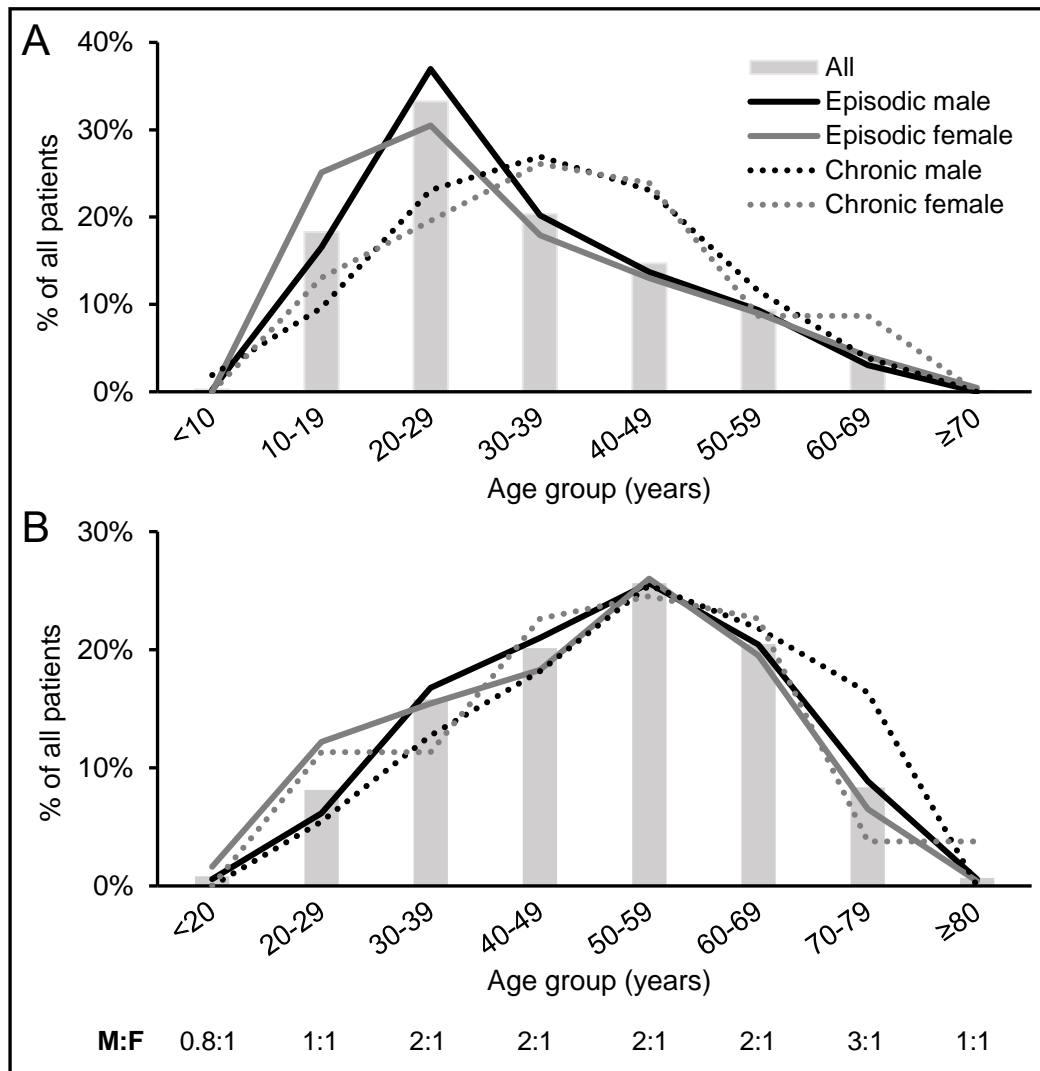 A
40%
30%
20%
10%
0%
% of all patients
All
Episodic male
Episodic female
Chronic male
Chronic female
<10 10-19 20-29 30-39 40-49 50-59 60-69 ≥70
Age group (years)
B
30%
20%
10%
0%
% of all patients
<20 20-29 30-39 40-49 50-59 60-69 70-79 ≥80
Age group (years)
M:F 0.8:1 1:1 2:1 2:1 2:1 2:1 3:1 1:1